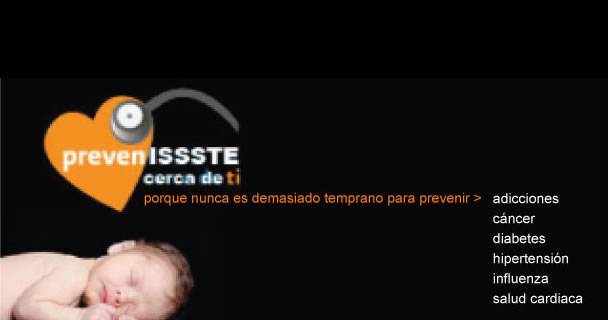 prevenISSSTE
cerca de ti
porque nunca es demasiado temprano para prevenir > adicciones
cáncer
diabetes
hipertensión
influenza
salud cardiaca